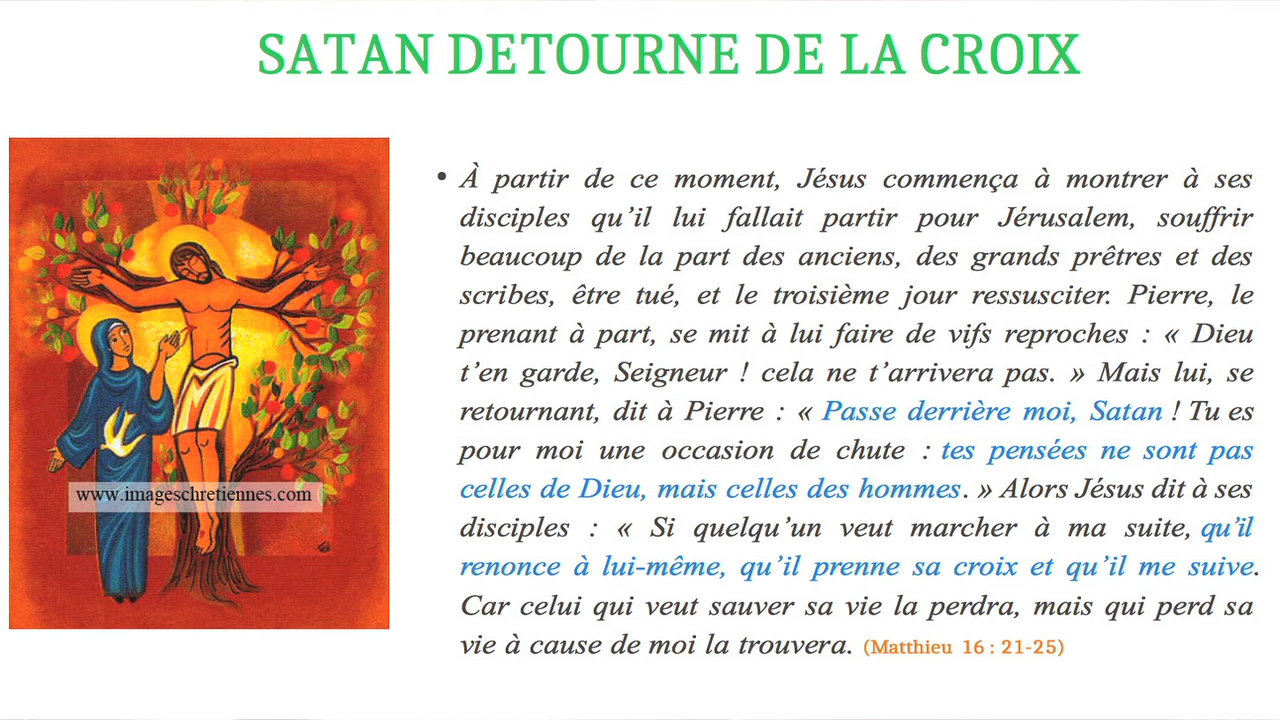 SATAN DETOURNE DE LA CROIX
www.imageschretiennes.com
• À partir de ce moment, Jésus commença à montrer à ses
disciples qu’il lui fallait partir pour Jérusalem, souffrir
beaucoup de la part des anciens, des grands prêtres et des
scribes, être tué, et le troisième jour ressusciter. Pierre, le
prenant à part, se mit à lui faire de vifs reproches : « Dieu
t’en garde, Seigneur ! cela ne t’arrivera pas. » Mais lui, se
retournant, dit à Pierre : « Passe derrière moi, Satan ! Tu es
pour moi une occasion de chute : tes pensées ne sont pas
celles de Dieu, mais celles des hommes. » Alors Jésus dit à ses
disciples : « Si quelqu’un veut marcher à ma suite, qu’il
renonce à lui-même, qu’il prenne sa croix et qu’il me suive.
Car celui qui veut sauver sa vie la perdra, mais qui perd sa
vie à cause de moi la trouvera. (Matthieu 16 : 21-25)